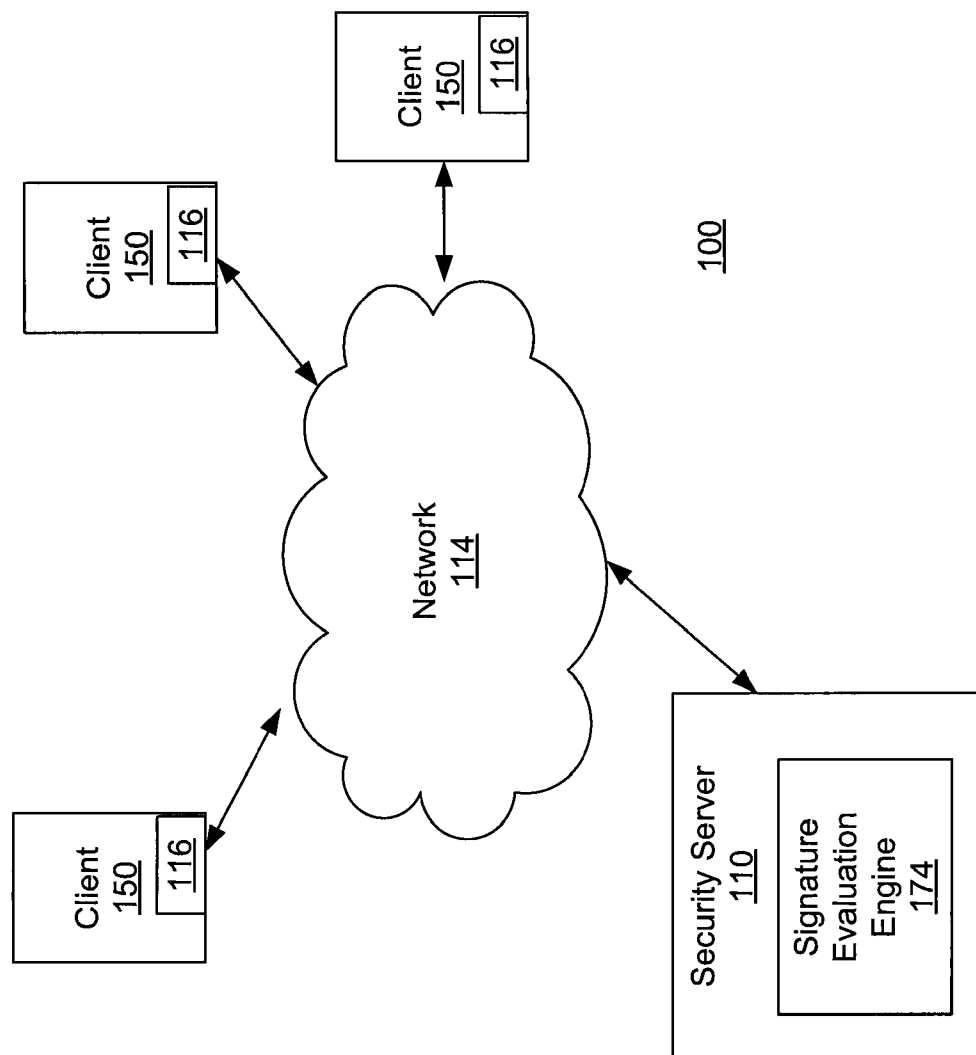 Client
150
116
Client
150
116
Client
150
116
Network
114
100
Security Server
110
Signature
Evaluation
Engine
174